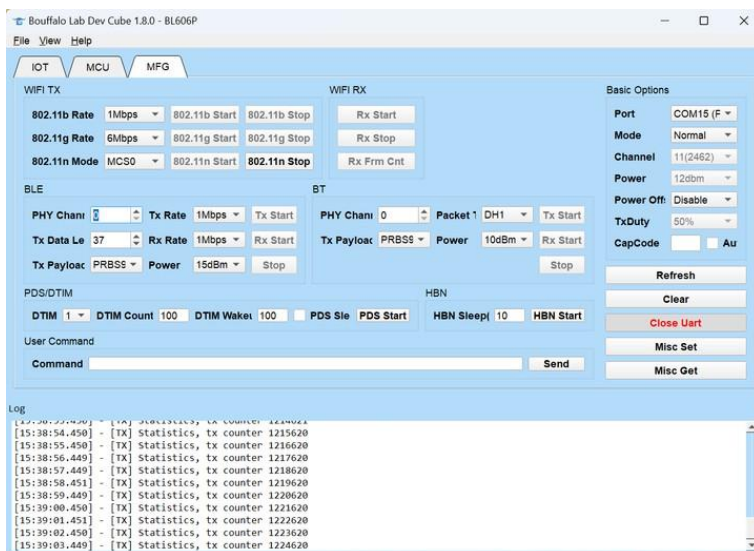 Bouffalo Lab Dev Cube 1.8.0 - BL606P
File View Help
IOT MCU MFG
WIFI TX WIFI RX Basic Options
802.11b Rate 1Mbps 802.11b Start 802.11b Stop Rx Start Port COM15 (F
802.11g Rate 6Mbps 802.11g Start 802.11g Stop Rx Stop Mode Normal
802.11n Mode MCS0 802.11n Start 802.11n Stop Rx Frm Cnt Channel 11(2462)
Power 12dbm
BLE BT Power Off: Disable
PHY Chann 0 Tx Rate 1Mbps Tx Start PHY Chann 0 Packet T DH1 Tx Start TxDuty 50%
Tx Data Le 37 Rx Rate 1Mbps Rx Start Tx Payloac PRBS9 Power 10dBm Rx Start CapCode Au
Tx Payloac PRBS9 Power 15dBm Stop Stop
Refresh
PDS/DTIM HBN
Clear
DTIM 1 DTIM Count 100 DTIM Wakeu 100 PDS Sle PDS Start HBN Sleep( 10 HBN Start
Close Uart
User Command
Misc Set
Command Send
Misc Get
Log
[15:38:54.450] - [TX] Statistics, tx counter 1215620
[15:38:55.450] - [TX] Statistics, tx counter 1216620
[15:38:56.449] - [TX] Statistics, tx counter 1217620
[15:38:57.449] - [TX] Statistics, tx counter 1218620
[15:38:58.451] - [TX] Statistics, tx counter 1219620
[15:38:59.449] - [TX] Statistics, tx counter 1220620
[15:39:00.450] - [TX] Statistics, tx counter 1221620
[15:39:01.451] - [TX] Statistics, tx counter 1222620
[15:39:02.450] - [TX] Statistics, tx counter 1223620
[15:39:03.449] - [TX] Statistics, tx counter 1224620